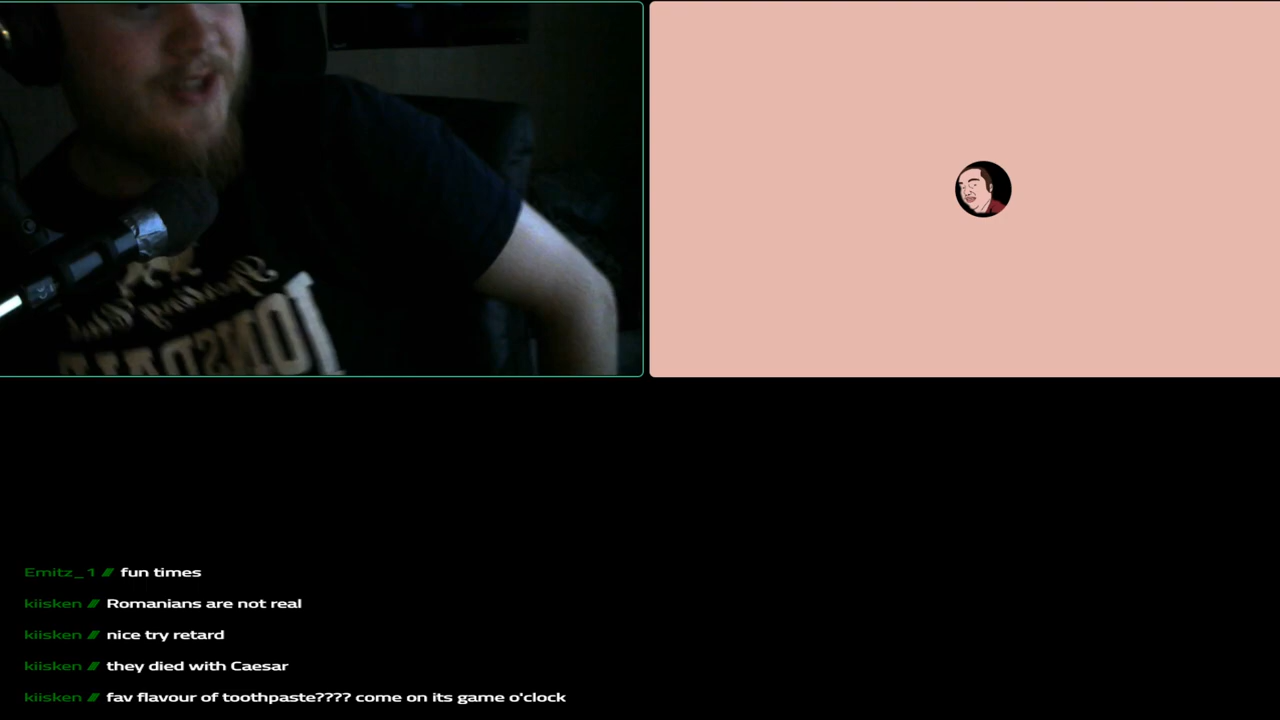 Emitz_1 // fun times
kiisken // Romanians are not real
kiisken // nice try retard
kiisken // they died with Caesar
kiisken // fav flavour of toothpaste???? come on its game o'clock